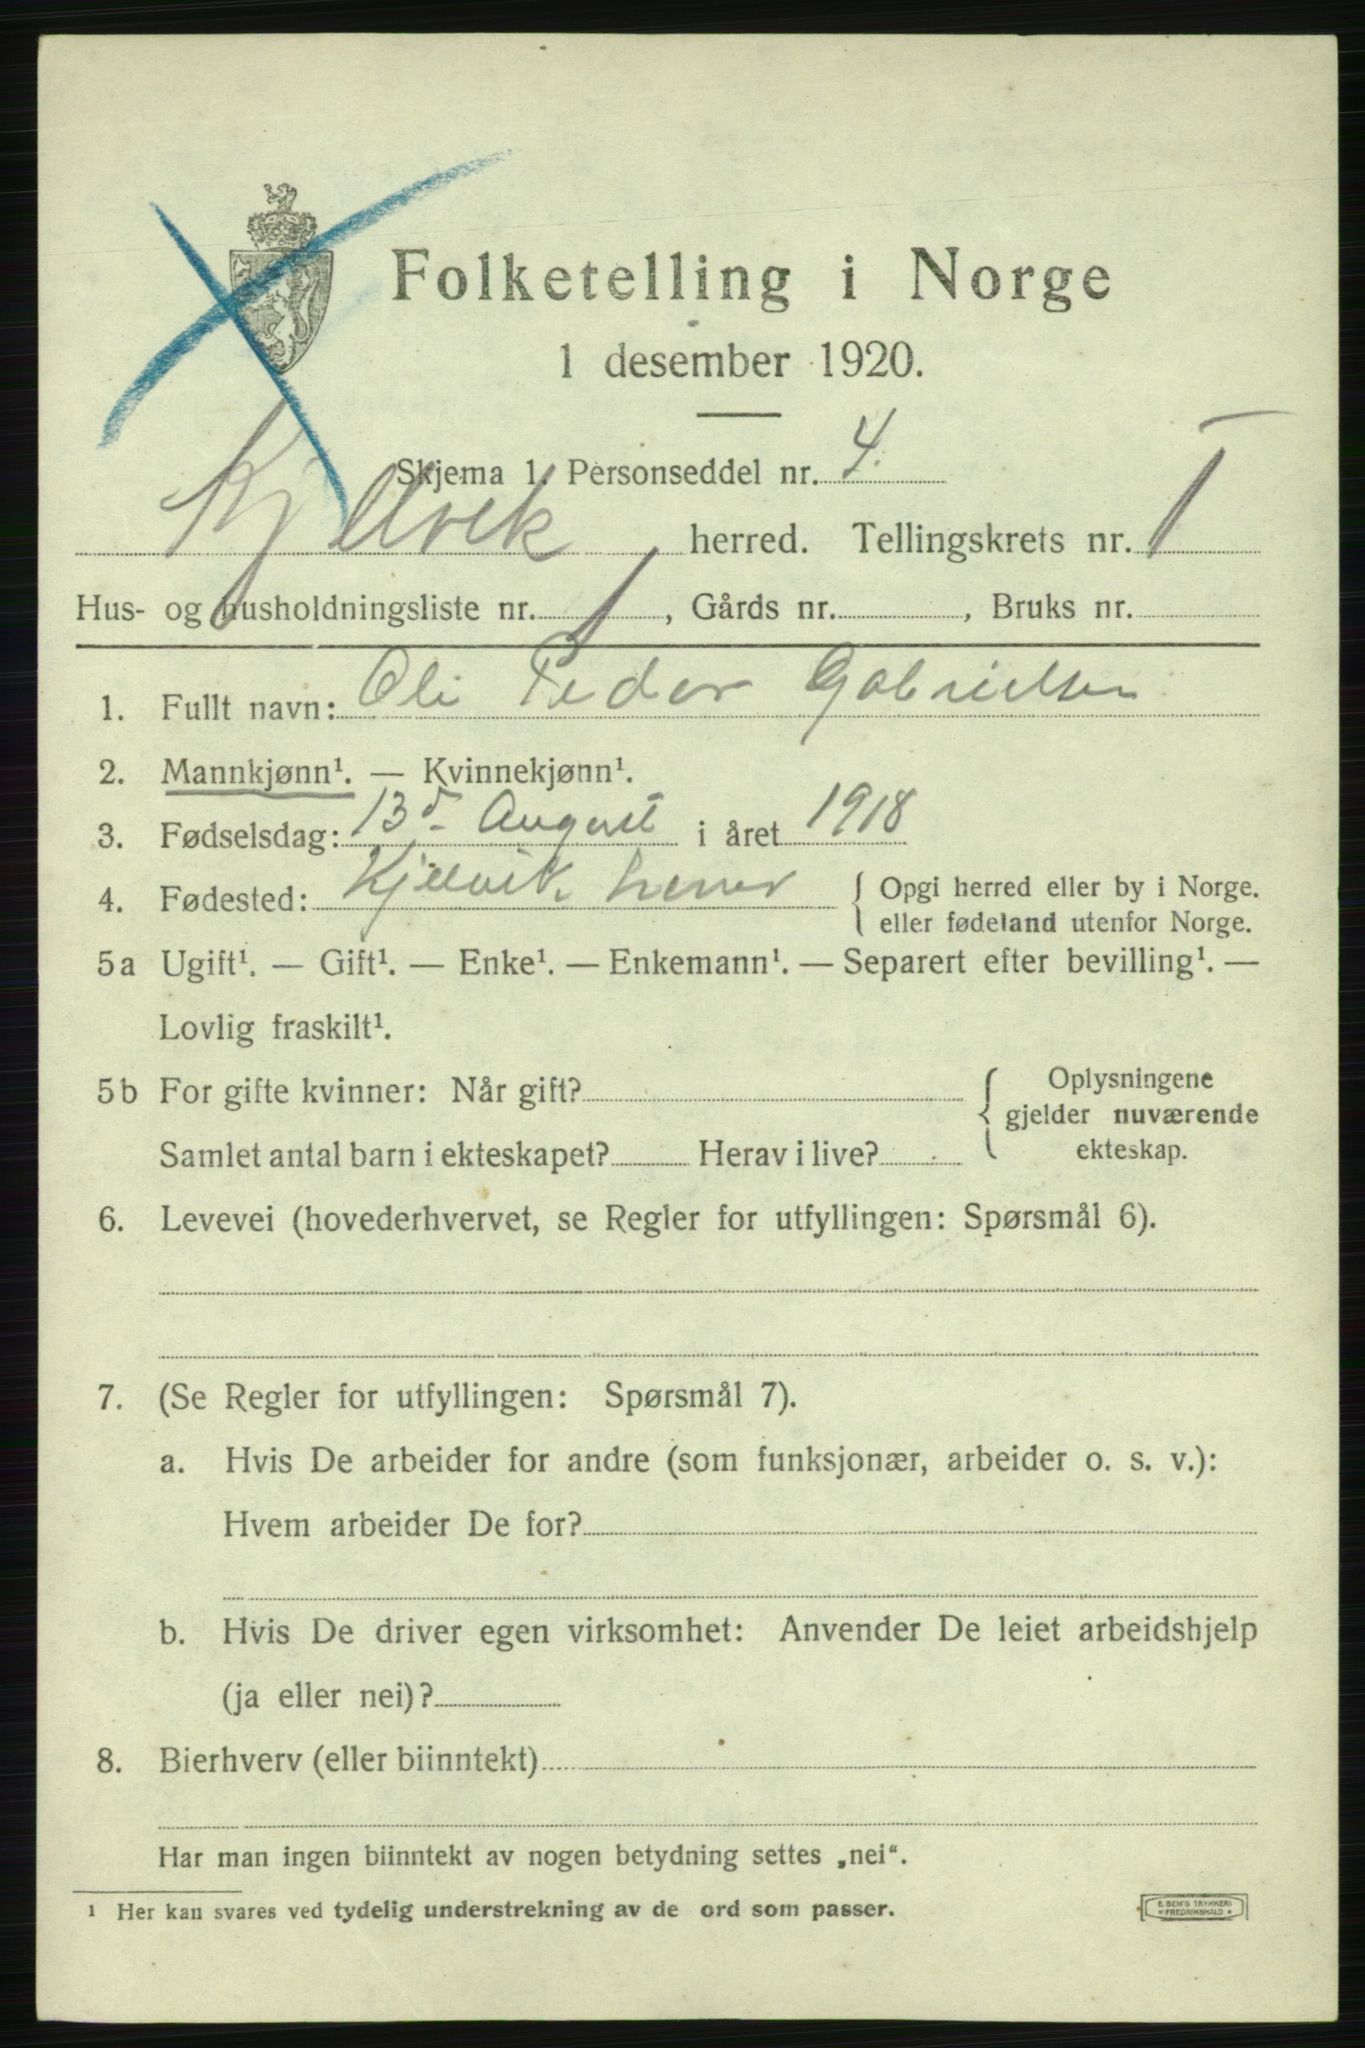 Folketelling i Norge
1 desember 1920.
Skjema 1. Personseddel nr. 4.
Kjelvik herred. Tellingskrets nr. I
Hus- og husholdningsliste nr. 1, Gårds nr. , Bruks nr.
1. Fullt navn: Ole Peder Gabrielsen
2. Mannkjønn¹. — Kvinnekjønn¹.
3. Fødselsdag: 13d- August i året 1918
4. Fødested: Kjelvik herred { Opgi herred eller by i Norge.
eller fødeland utenfor Norge.
5a Ugift¹. — Gift¹. — Enke¹. — Enkemann¹. — Separert efter bevilling¹. —
Lovlig fraskilt¹.
5b For gifte kvinner: Når gift? { Oplysningene
gjelder nuværende
ekteskap.
Samlet antal barn i ekteskapet? Herav i live?
6. Levevei (hovederhvervet, se Regler for utfyllingen: Spørsmål 6).
7. (Se Regler for utfyllingen: Spørsmål 7).
a. Hvis De arbeider for andre (som funksjonær, arbeider o. s. v.):
Hvem arbeider De for?
b. Hvis De driver egen virksomhet: Anvender De leiet arbeidshjelp
(ja eller nei)?
8. Bierhverv (eller biinntekt)
Har man ingen biinntekt av nogen betydning settes „nei“.
¹ Her kan svares ved tydelig understrekning av de ord som passer.
E. SEM'S TRYKKERI
FREDRIKSHALD